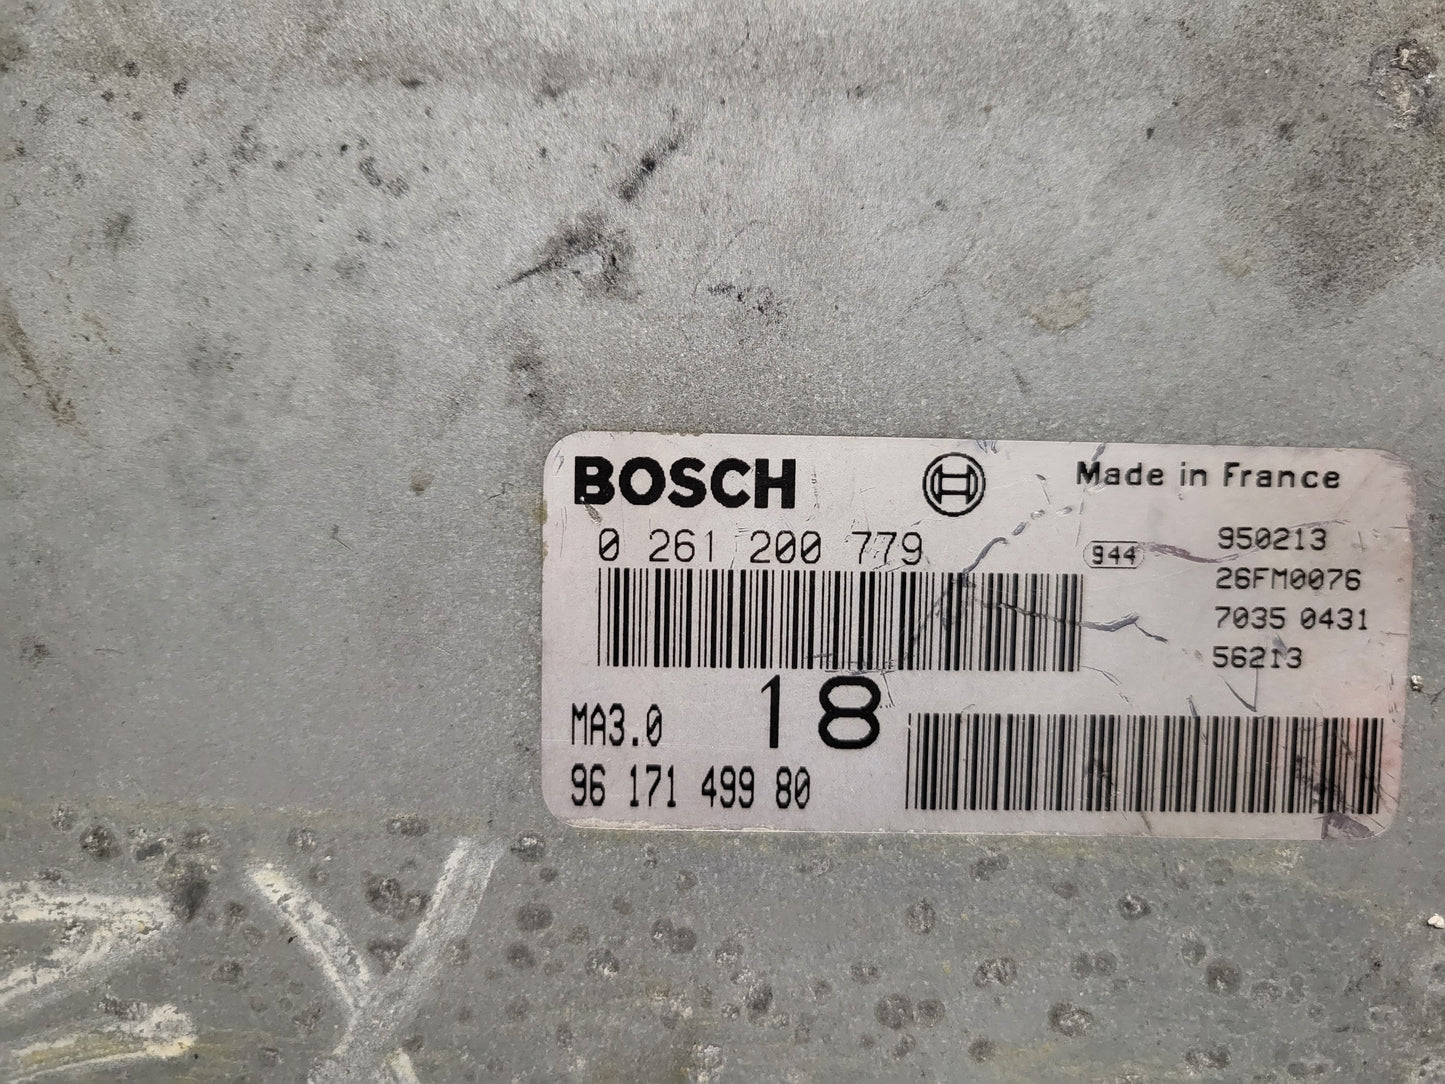 BOSCH
Made in France
0 261 200 779
944
950213
26FM0076
7035 0431
56213
MA3.0
18
96 171 499 80